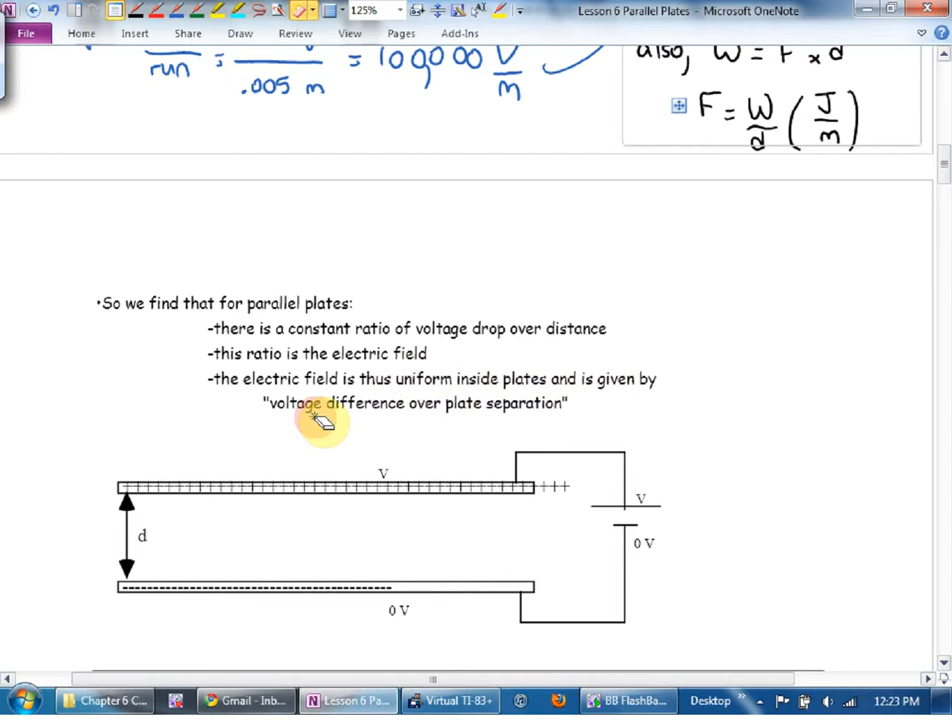 125%
Lesson 6 Parallel Plates - Microsoft OneNote
File Home Insert Share Draw Review View Pages Add-Ins
run = .005 m = 100,000 V/m
also, W = F x d
F = W/d (J/m)
•So we find that for parallel plates:
-there is a constant ratio of voltage drop over distance
-this ratio is the electric field
-the electric field is thus uniform inside plates and is given by
"voltage difference over plate separation"
V
+++
V
d
0 V
0 V
Chapter 6 C... Gmail - Inb... Lesson 6 Pa... Virtual TI-83+ BB FlashBa... Desktop » 12:23 PM